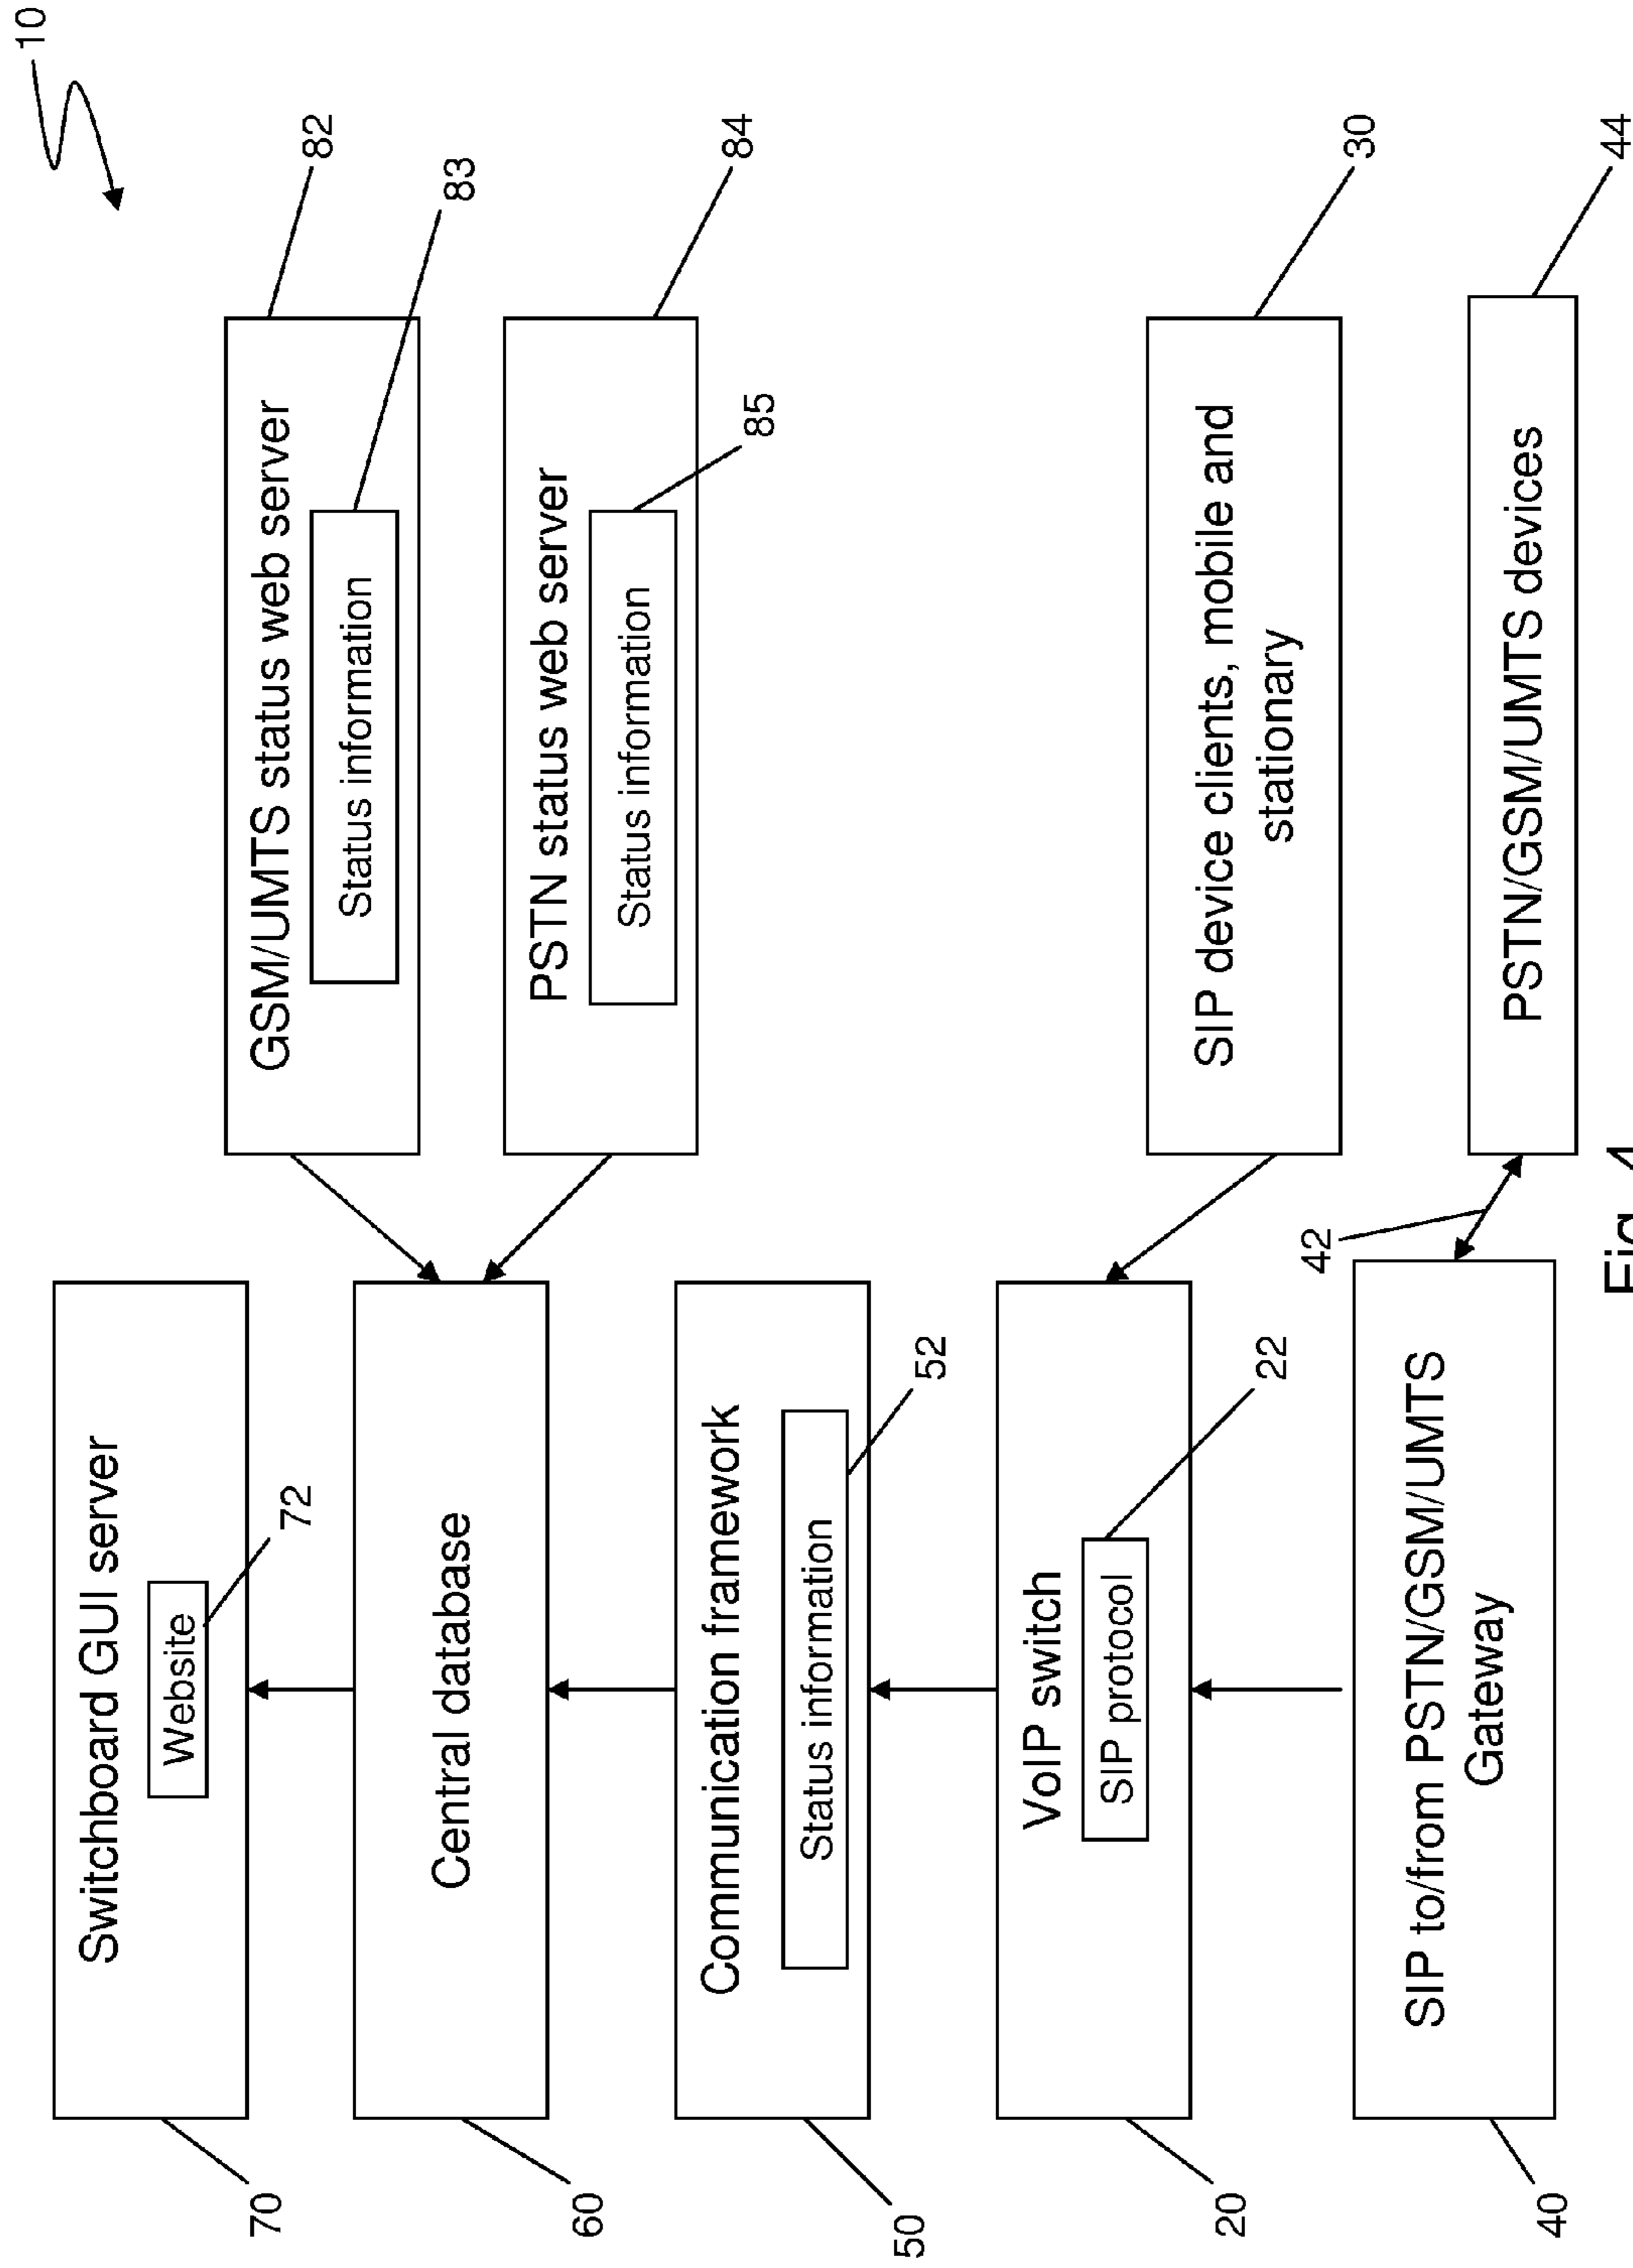 10
Switchboard GUI server
Website
72
70
GSM/UMTS status web server
Status information
82
83
Central database
60
PSTN status web server
Status information
84
85
Communication framework
Status information
52
50
VoIP switch
SIP protocol
22
20
SIP device clients, mobile and
stationary
30
42
SIP to/from PSTN/GSM/UMTS
Gateway
40
PSTN/GSM/UMTS devices
44
Fig.